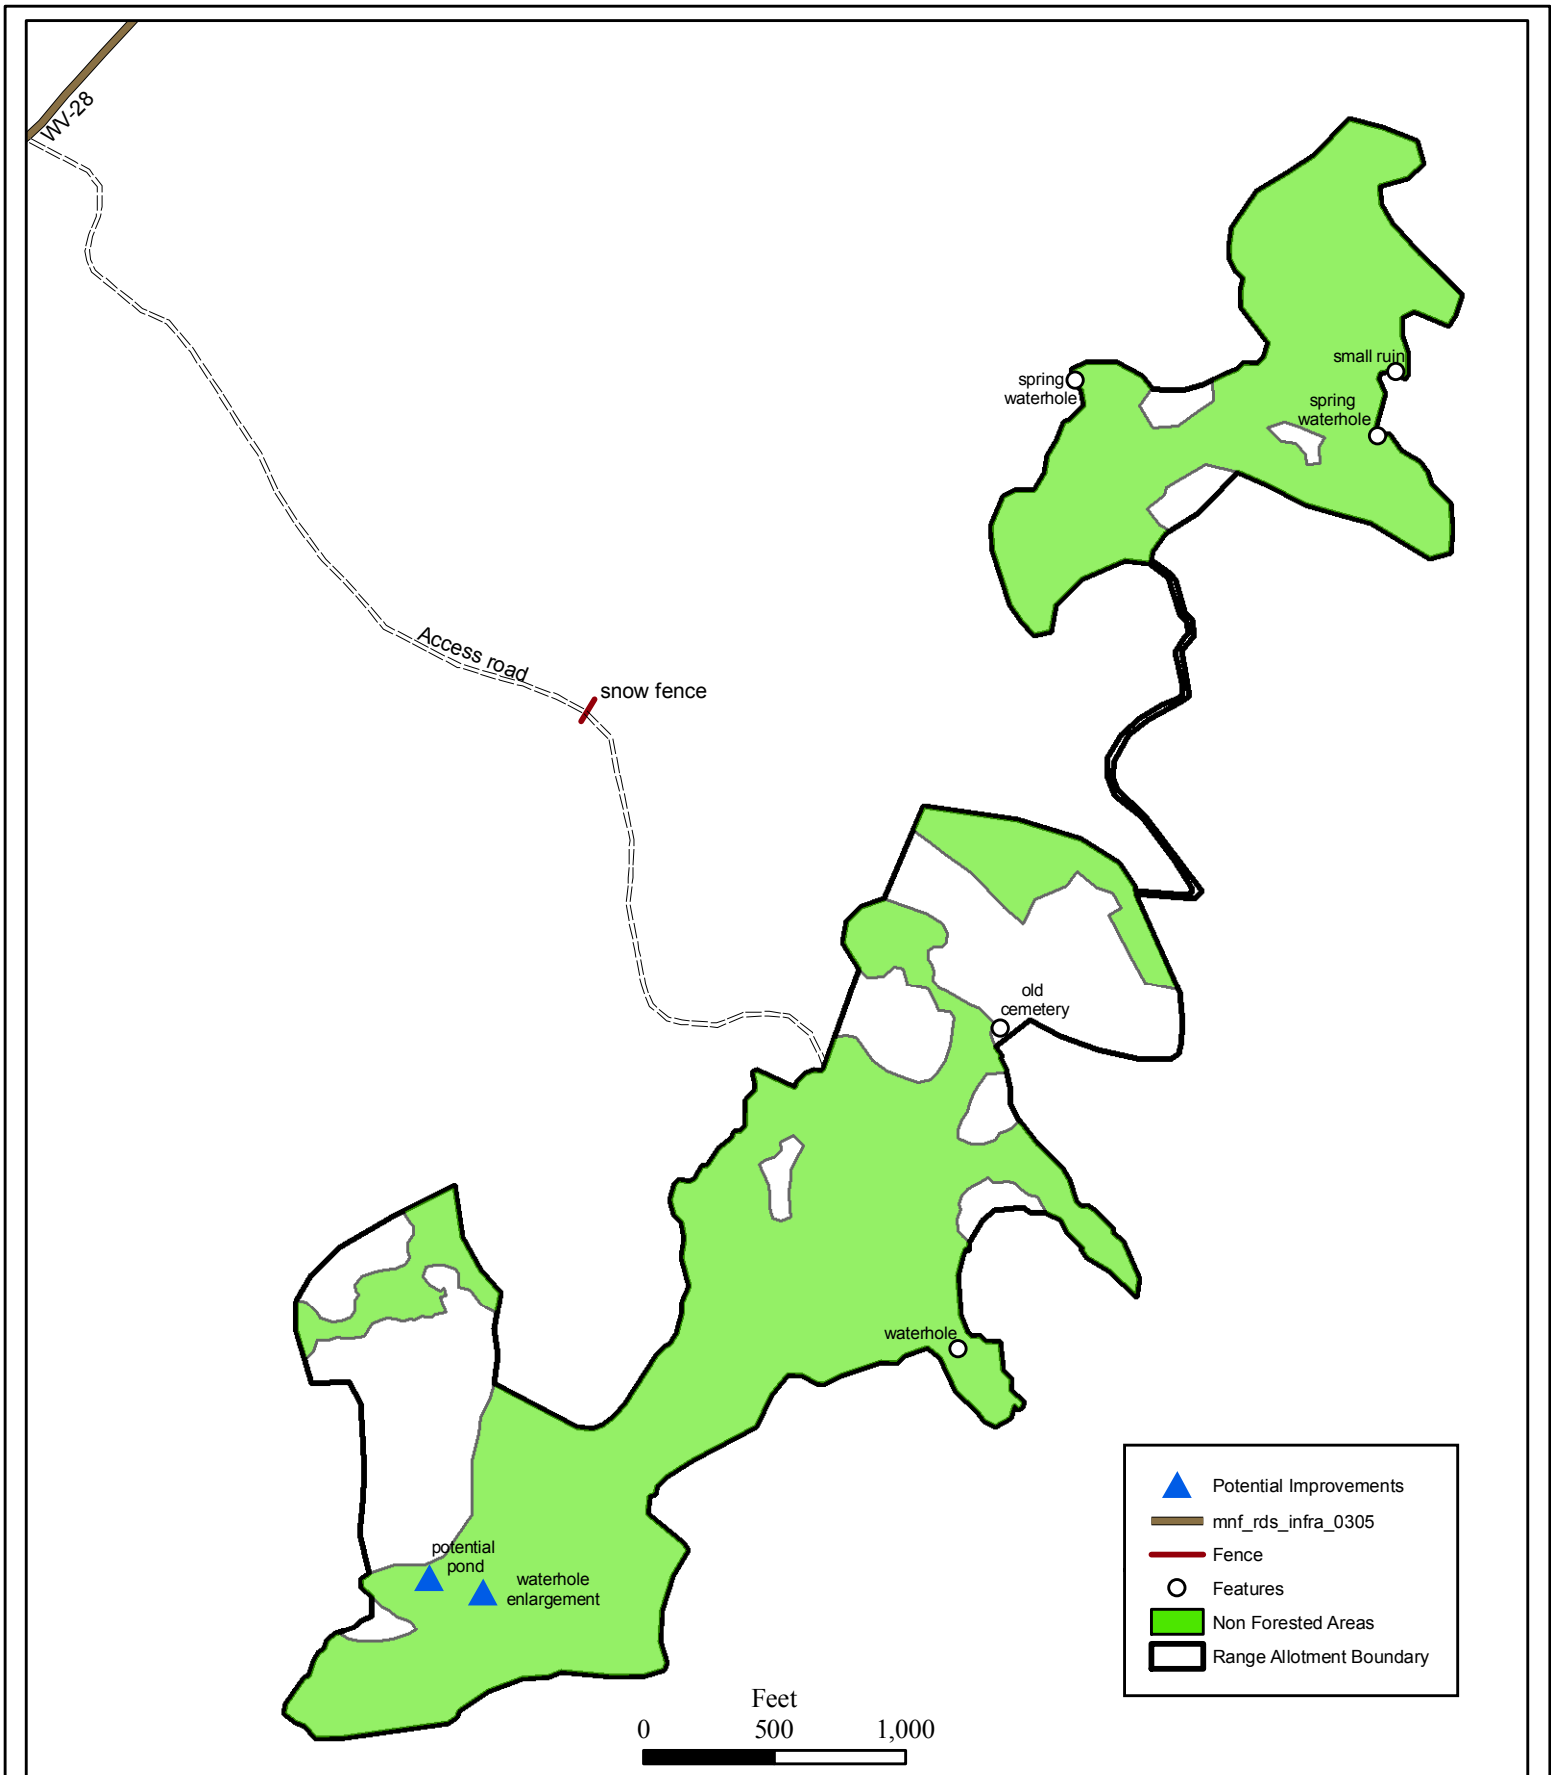 WV-28
small ruin
spring
waterhole
spring
waterhole
Access road
snow fence
old
cemetery
waterhole
potential
pond
waterhole
enlargement
Potential Improvements
mnf_rds_infra_0305
Fence
Features
Non Forested Areas
Range Allotment Boundary
Feet
0 500 1,000